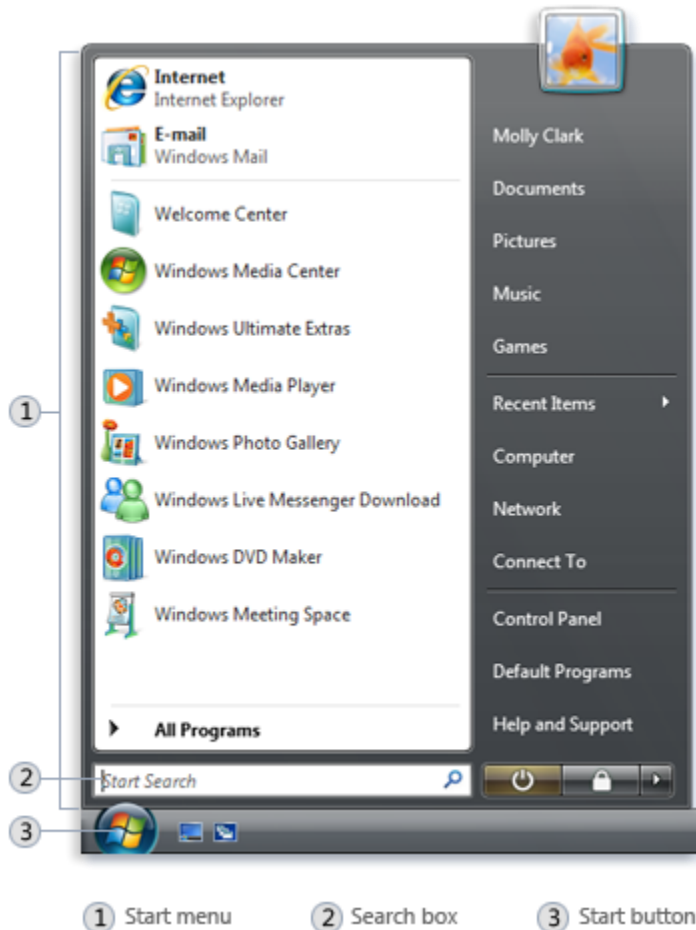 Internet
Internet Explorer
E-mail
Windows Mail
Welcome Center
Windows Media Center
Windows Ultimate Extras
Windows Media Player
Windows Photo Gallery
Windows Live Messenger Download
Windows DVD Maker
Windows Meeting Space
All Programs
Start Search
Molly Clark
Documents
Pictures
Music
Games
Recent Items
Computer
Network
Connect To
Control Panel
Default Programs
Help and Support
1
2
3
1 Start menu
2 Search box
3 Start button